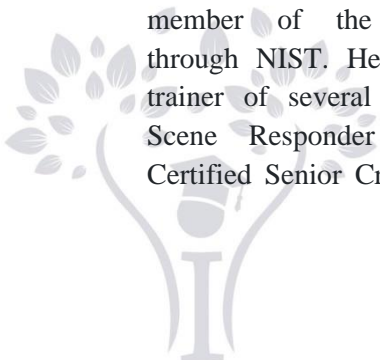 member of the
through NIST. He
trainer of several
Scene Responder
Certified Senior